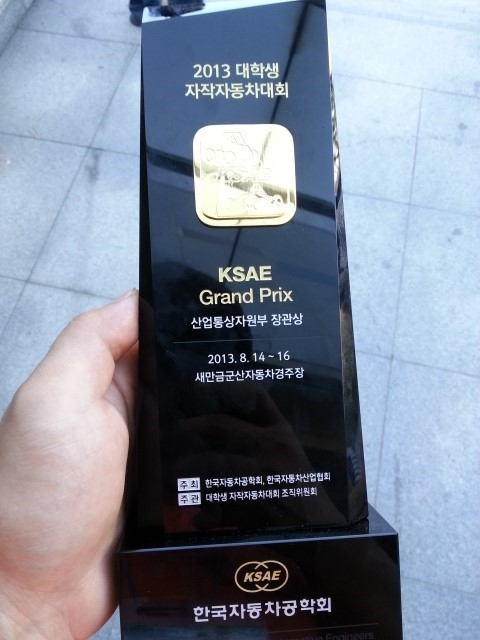 2013 대학생
자작자동차대회
KSAE
Grand Prix
산업통상자원부 장관상
2013. 8. 14 ~ 16
새만금군산자동차경주장
주최 한국자동차공학회, 한국자동차산업협회
주관 대학생 자작자동차대회 조직위원회
KSAE
한국자동차공학회